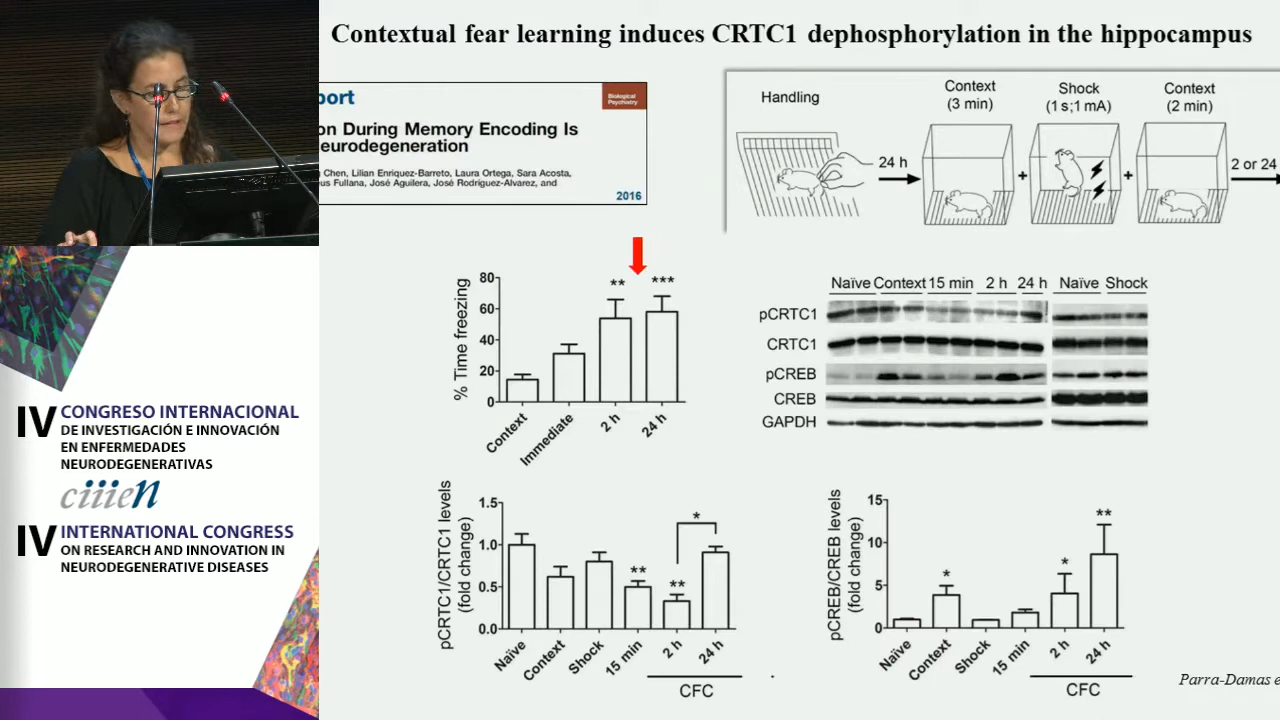 Contextual fear learning induces CRTC1 dephosphorylation in the hippocampus
port
Biological
Psychiatry
on During Memory Encoding Is
eurodegeneration
Chen, Lilian Enriquez-Barreto, Laura Ortega, Sara Acosta,
us Fullana, José Aguilera, José Rodríguez-Alvarez, and
2016
Handling
24 h
Context
(3 min)
+
Shock
(1 s;1 mA)
+
Context
(2 min)
2 or 24
% Time freezing
80
60
40
20
0
**
***
Context
Immediate
2 h
24 h
Naïve Context 15 min 2 h 24 h Naïve Shock
pCRTC1
CRTC1
pCREB
CREB
GAPDH
pCRTC1/CRTC1 levels
(fold change)
1.5
1.0
0.5
0.0
**
**
*
Naïve
Context
Shock
15 min
2 h
24 h
CFC
pCREB/CREB levels
(fold change)
15
10
5
0
*
*
**
Naïve
Context
Shock
15 min
2 h
24 h
CFC
Parra-Damas e
IV CONGRESO INTERNACIONAL
DE INVESTIGACIÓN E INNOVACIÓN
EN ENFERMEDADES
NEURODEGENERATIVAS
ciiien
IV INTERNATIONAL CONGRESS
ON RESEARCH AND INNOVATION IN
NEURODEGENERATIVE DISEASES